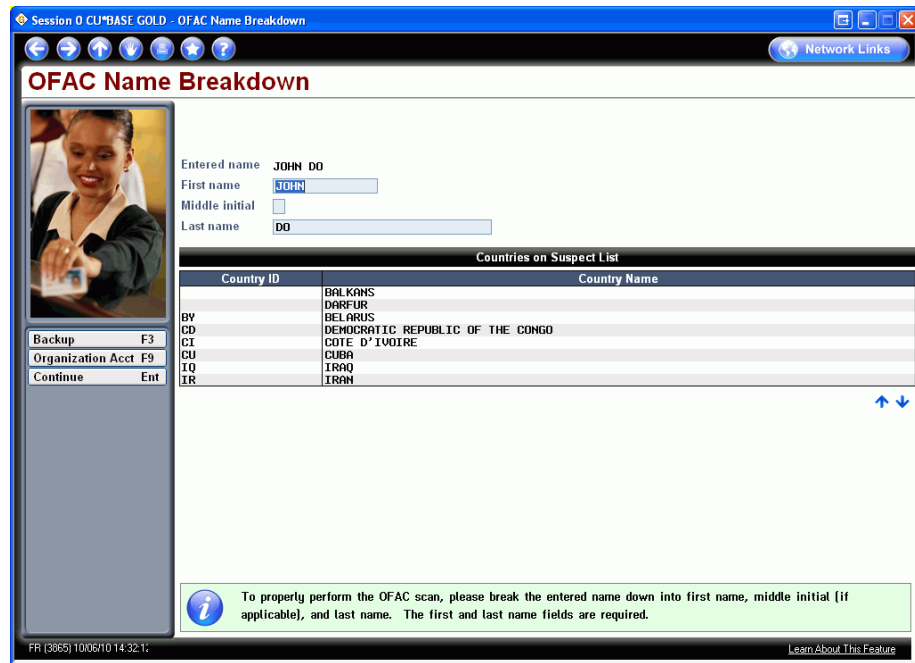 Session 0 CU*BASE GOLD - OFAC Name Breakdown
Network Links
OFAC Name Breakdown
Entered name JOHN DO
First name JOHN
Middle initial
Last name DO
Countries on Suspect List
Country ID Country Name
BALKANS
DARFUR
BY BELARUS
CD DEMOCRATIC REPUBLIC OF THE CONGO
CI COTE D'IVOIRE
CU CUBA
IQ IRAQ
IR IRAN
Backup F3
Organization Acct F9
Continue Ent
To properly perform the OFAC scan, please break the entered name down into first name, middle initial (if
applicable), and last name. The first and last name fields are required.
FR (3865) 10/06/10 14:32:12
Learn About This Feature